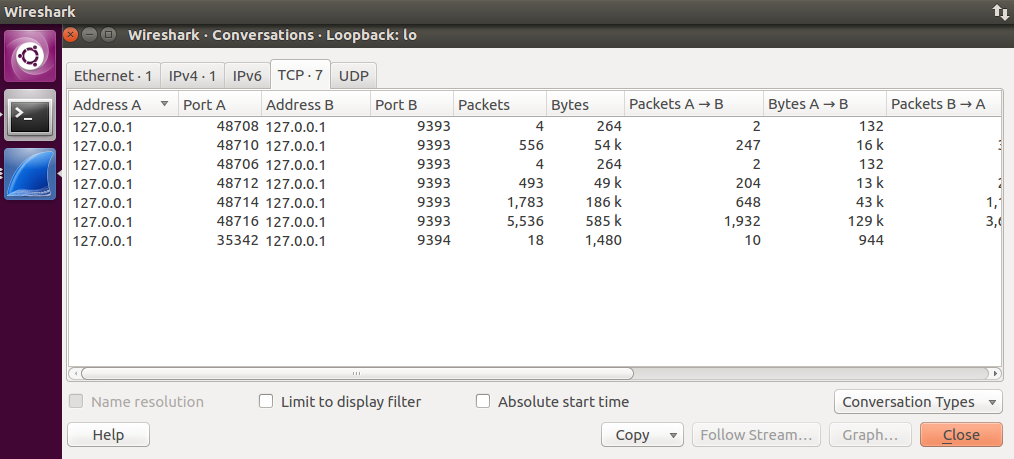 Wireshark
Wireshark · Conversations · Loopback: lo
Ethernet · 1 IPv4 · 1 IPv6 TCP · 7 UDP
Address A Port A Address B Port B Packets Bytes Packets A → B Bytes A → B Packets B → A
127.0.0.1 48708 127.0.0.1 9393 4 264 2 132
127.0.0.1 48710 127.0.0.1 9393 556 54 k 247 16 k
127.0.0.1 48706 127.0.0.1 9393 4 264 2 132
127.0.0.1 48712 127.0.0.1 9393 493 49 k 204 13 k
127.0.0.1 48714 127.0.0.1 9393 1,783 186 k 648 43 k
127.0.0.1 48716 127.0.0.1 9393 5,536 585 k 1,932 129 k
127.0.0.1 35342 127.0.0.1 9394 18 1,480 10 944
Name resolution Limit to display filter Absolute start time Conversation Types
Help Copy Follow Stream... Graph... Close